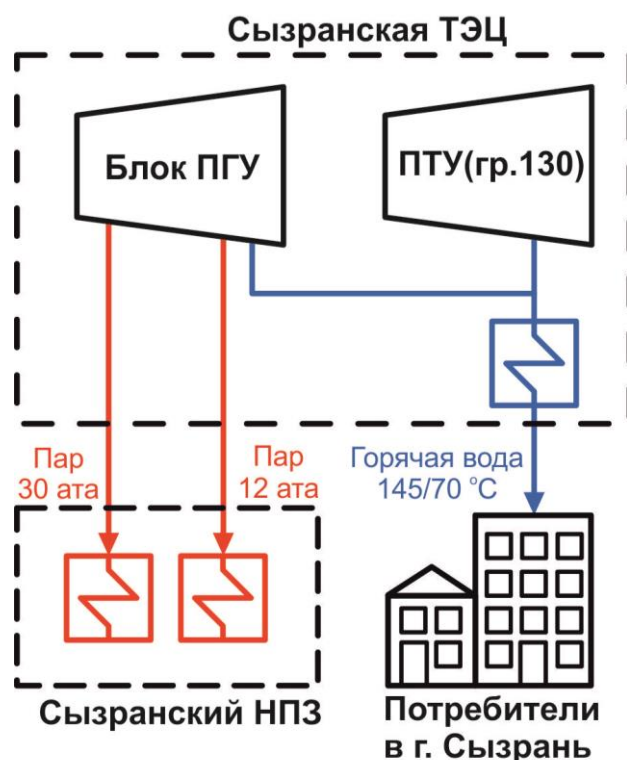 Сызранская ТЭЦ
Блок ПГУ
ПТУ(гр.130)
Пар
30 ата
Пар
12 ата
Горячая вода
145/70 °С
Сызранский НПЗ
Потребители
в г. Сызрань